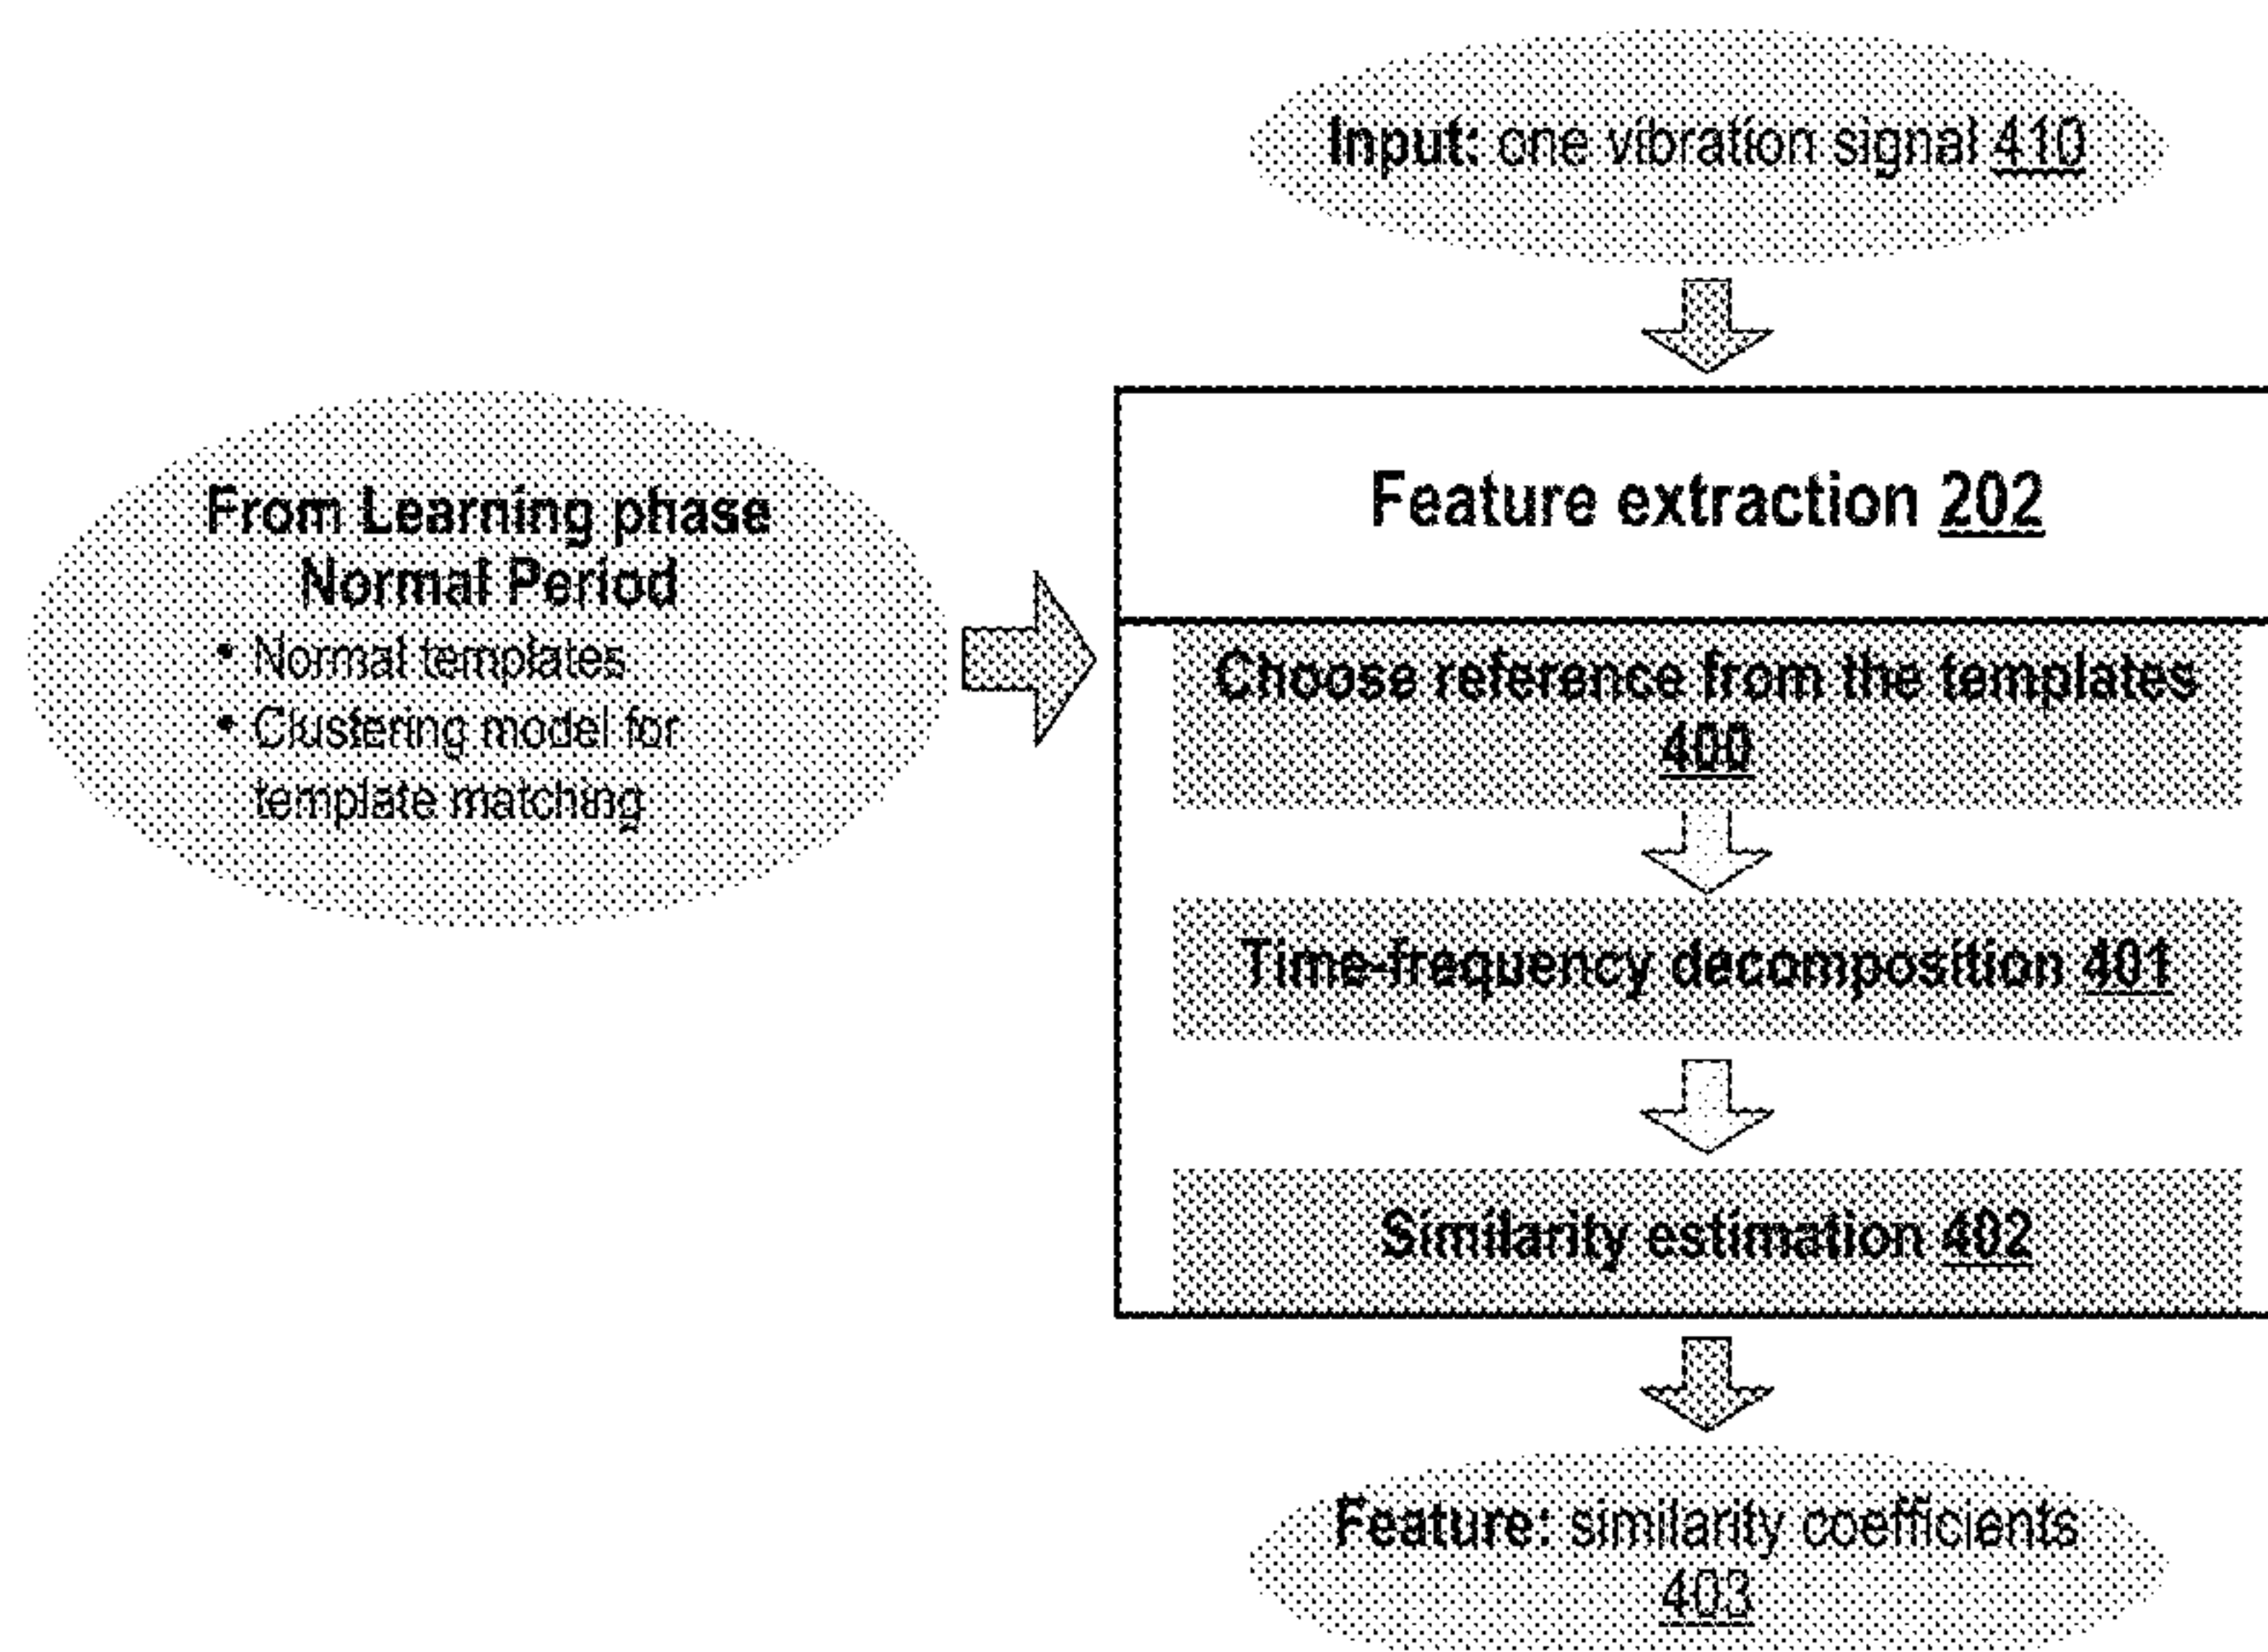 Input: one vibration signal 410
From Learning phase
Normal Period
• Normal templates
• Clustering model for
template matching
Feature extraction 202
Choose reference from the templates
400
Time-frequency decomposition 401
Similarity estimation 402
Feature: similarity coefficients
403